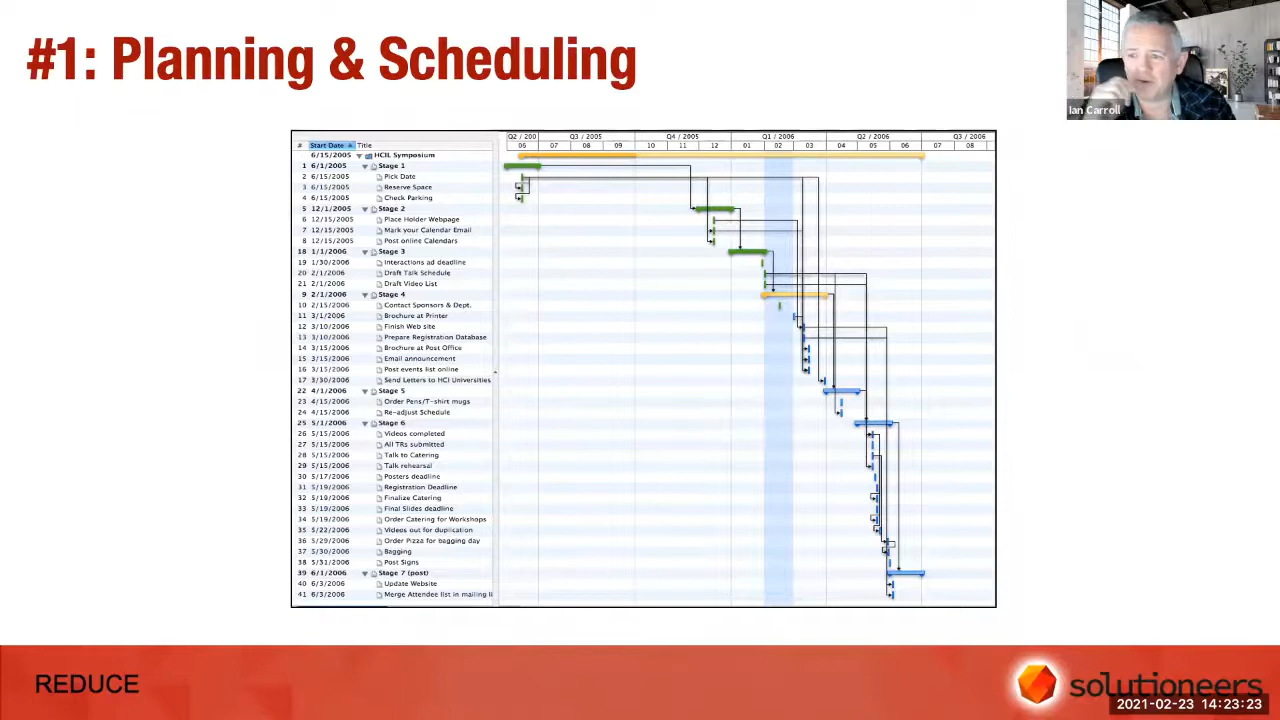 #1: Planning & Scheduling
Ian Carroll
Q2 / 200 Q3 / 2005 Q4 / 2005 Q1 / 2006 Q2 / 2006 Q3 / 2006
# Start Date Title 06 07 08 09 10 11 12 01 02 03 04 05 06 07 08
6/15/2005 HCIL Symposium
1 6/1/2005 Stage 1
2 6/15/2005 Pick Date
3 6/15/2005 Reserve Space
4 6/15/2005 Check Parking
5 12/1/2005 Stage 2
6 12/15/2005 Place Holder Webpage
7 12/15/2005 Mark your Calendar Email
8 12/15/2005 Post online Calendars
18 1/1/2006 Stage 3
19 1/30/2006 Interactions ad deadline
20 2/1/2006 Draft Talk Schedule
21 2/1/2006 Draft Video List
9 2/1/2006 Stage 4
10 2/15/2006 Contact Sponsors & Dept.
11 3/1/2006 Brochure at Printer
12 3/10/2006 Finish Web site
13 3/10/2006 Prepare Registration Database
14 3/15/2006 Brochure at Post Office
15 3/15/2006 Email announcement
16 3/15/2006 Post events list online
17 3/30/2006 Send Letters to HCI Universities
22 4/1/2006 Stage 5
23 4/15/2006 Order Pens/T-shirt mugs
24 4/15/2006 Re-adjust Schedule
25 5/1/2006 Stage 6
26 5/15/2006 Videos completed
27 5/15/2006 All TRs submitted
28 5/15/2006 Talk to Catering
29 5/15/2006 Talk rehearsal
30 5/17/2006 Posters deadline
31 5/19/2006 Registration Deadline
32 5/19/2006 Finalize Catering
33 5/19/2006 Final Slides deadline
34 5/19/2006 Order Catering for Workshops
35 5/22/2006 Videos out for duplication
36 5/29/2006 Order Pizza for bagging day
37 5/30/2006 Bagging
38 5/31/2006 Post Signs
39 6/1/2006 Stage 7 (post)
40 6/3/2006 Update Website
41 6/3/2006 Merge Attendee list in mailing li
REDUCE
solutioneers
2021-02-23 14:23:23